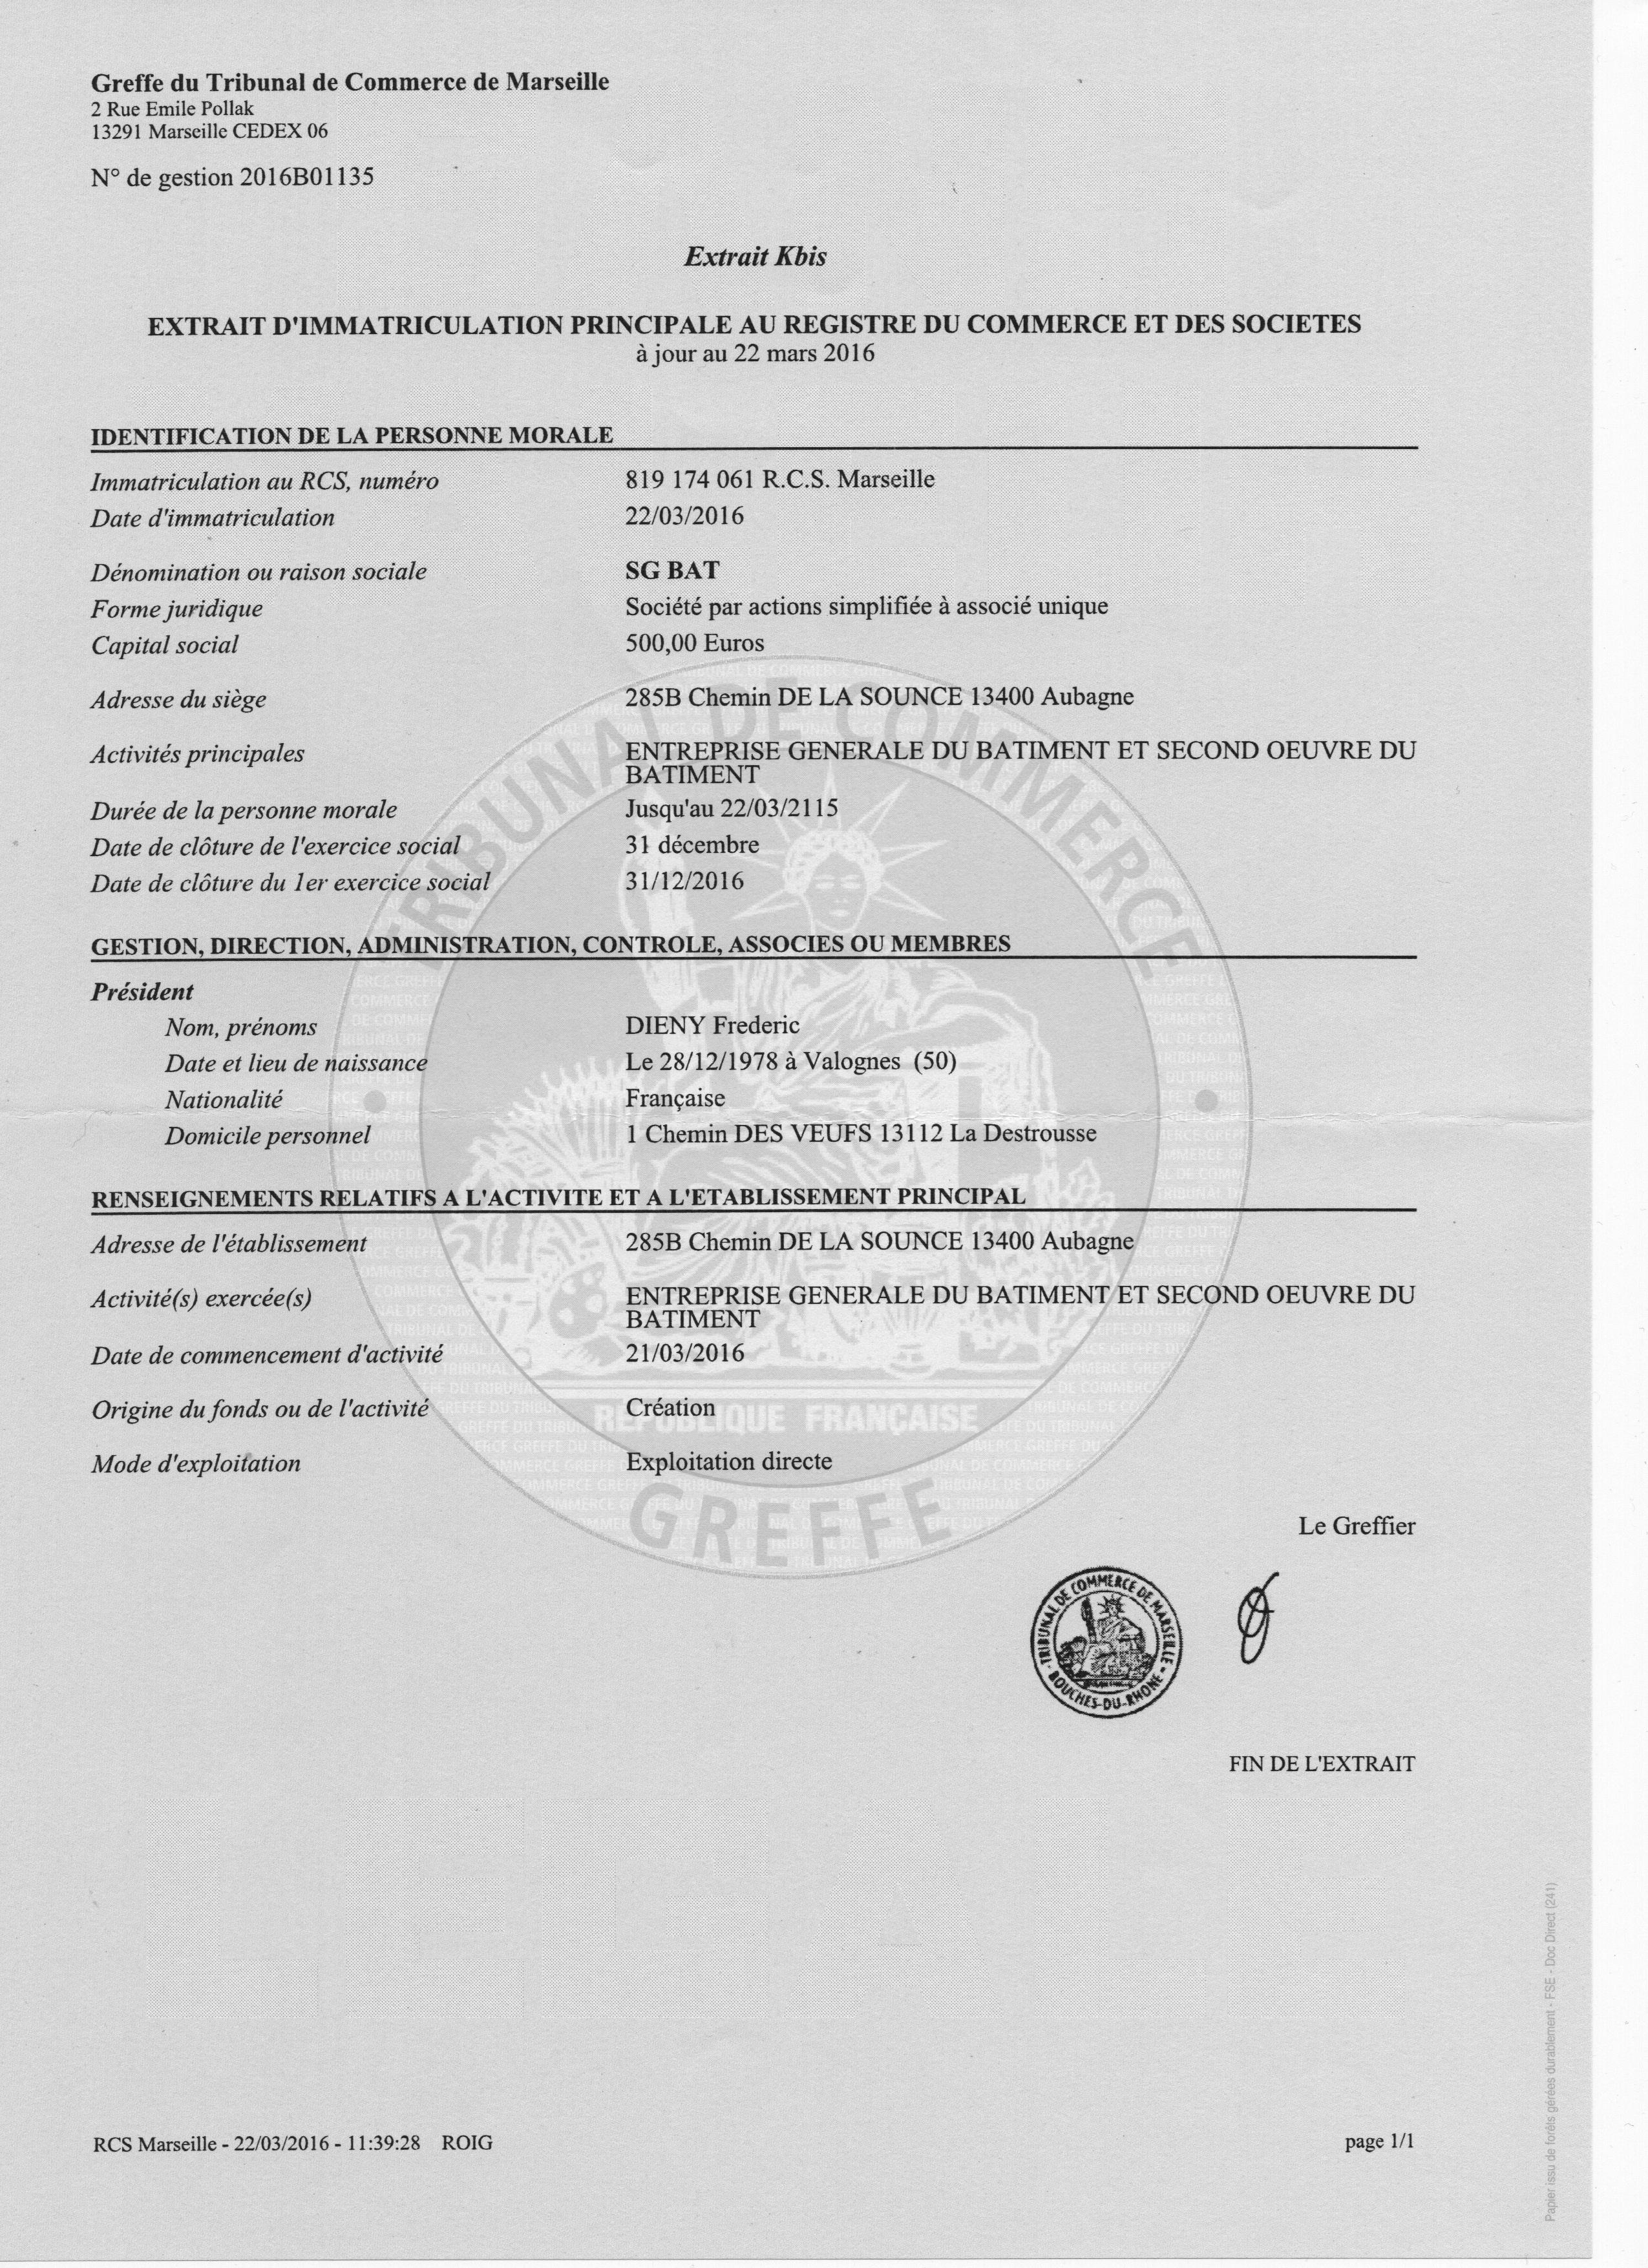 Greffe du Tribunal de Commerce de Marseille
2 Rue Emile Pollak
13291 Marseille CEDEX 06
N° de gestion 2016B01135
Extrait Kbis
EXTRAIT D'IMMATRICULATION PRINCIPALE AU REGISTRE DU COMMERCE ET DES SOCIETES
à jour au 22 mars 2016
IDENTIFICATION DE LA PERSONNE MORALE
Immatriculation au RCS, numéro 819 174 061 R.C.S. Marseille
Date d'immatriculation 22/03/2016
Dénomination ou raison sociale SG BAT
Forme juridique Société par actions simplifiée à associé unique
Capital social 500,00 Euros
Adresse du siège 285B Chemin DE LA SOUNCE 13400 Aubagne
Activités principales ENTREPRISE GENERALE DU BATIMENT ET SECOND OEUVRE DU
BATIMENT
Durée de la personne morale Jusqu'au 22/03/2115
Date de clôture de l'exercice social 31 décembre
Date de clôture du 1er exercice social 31/12/2016
GESTION, DIRECTION, ADMINISTRATION, CONTROLE, ASSOCIES OU MEMBRES
Président
Nom, prénoms DIENY Frederic
Date et lieu de naissance Le 28/12/1978 à Valognes (50)
Nationalité Française
Domicile personnel 1 Chemin DES VEUFS 13112 La Destrousse
RENSEIGNEMENTS RELATIFS A L'ACTIVITE ET A L'ETABLISSEMENT PRINCIPAL
Adresse de l'établissement 285B Chemin DE LA SOUNCE 13400 Aubagne
Activité(s) exercée(s) ENTREPRISE GENERALE DU BATIMENT ET SECOND OEUVRE DU
BATIMENT
Date de commencement d'activité 21/03/2016
Origine du fonds ou de l'activité Création
Mode d'exploitation Exploitation directe
TRIBUNAL DE COMMERCE
REPUBLIQUE FRANÇAISE
GREFFE
Le Greffier
TRIBUNAL DE COMMERCE DE MARSEILLE
BOUCHES-DU-RHONE
FIN DE L'EXTRAIT
RCS Marseille - 22/03/2016 - 11:39:28 ROIG
page 1/1
Papier issu de forêts gérées durablement - FSE - Doc Direct (241)